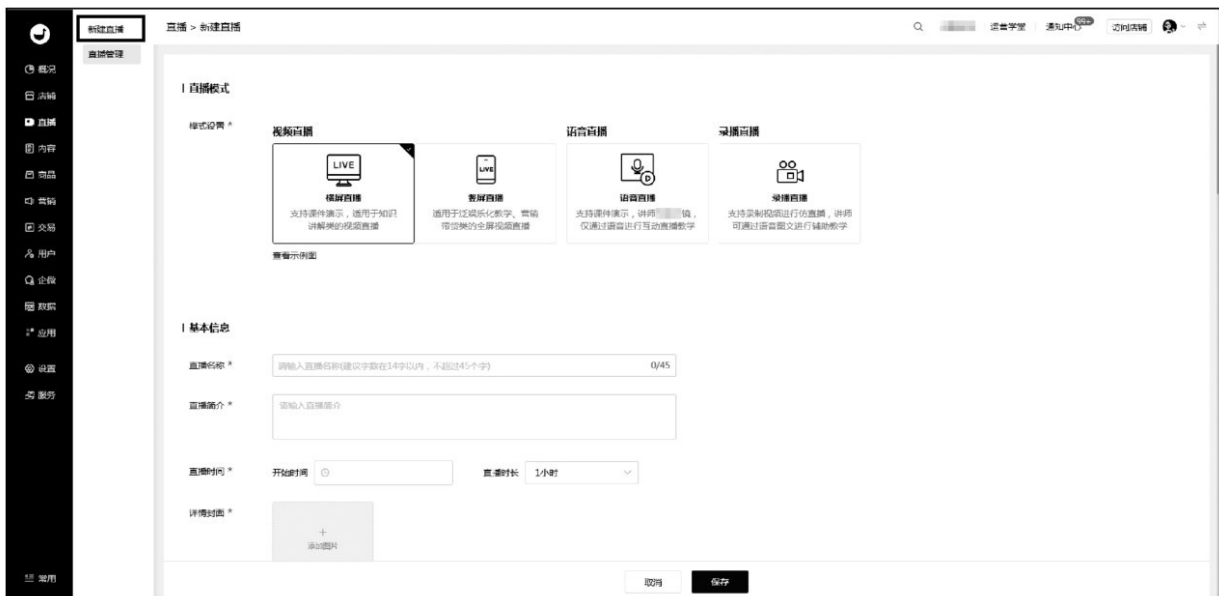 新建直播
直播管理
直播 > 新建直播
运营学堂
通知中心
99+
访问店铺
概况
店铺
直播
内容
商品
营销
交易
用户
企微
数据
应用
设置
服务
常用
直播模式
模式设置 *
视频直播
语音直播
录播直播
LIVE
横屏直播
支持课件演示，适用于知识
讲解类的视频直播
LIVE
竖屏直播
适用于泛娱乐化教学、营销
带货类的全屏视频直播
语音直播
支持课件演示，讲师 镜，
仅通过语音进行互动直播教学
录播直播
支持录制视频进行仿直播，讲师
可通过语音图文进行辅助教学
查看示例图
基本信息
直播名称 *
请输入直播名称(建议字数在14字以内，不超过45个字)
0/45
直播简介 *
请输入直播简介
直播时间 *
开始时间
直播时长
1小时
详情封面 *
+
添加图片
取消
保存